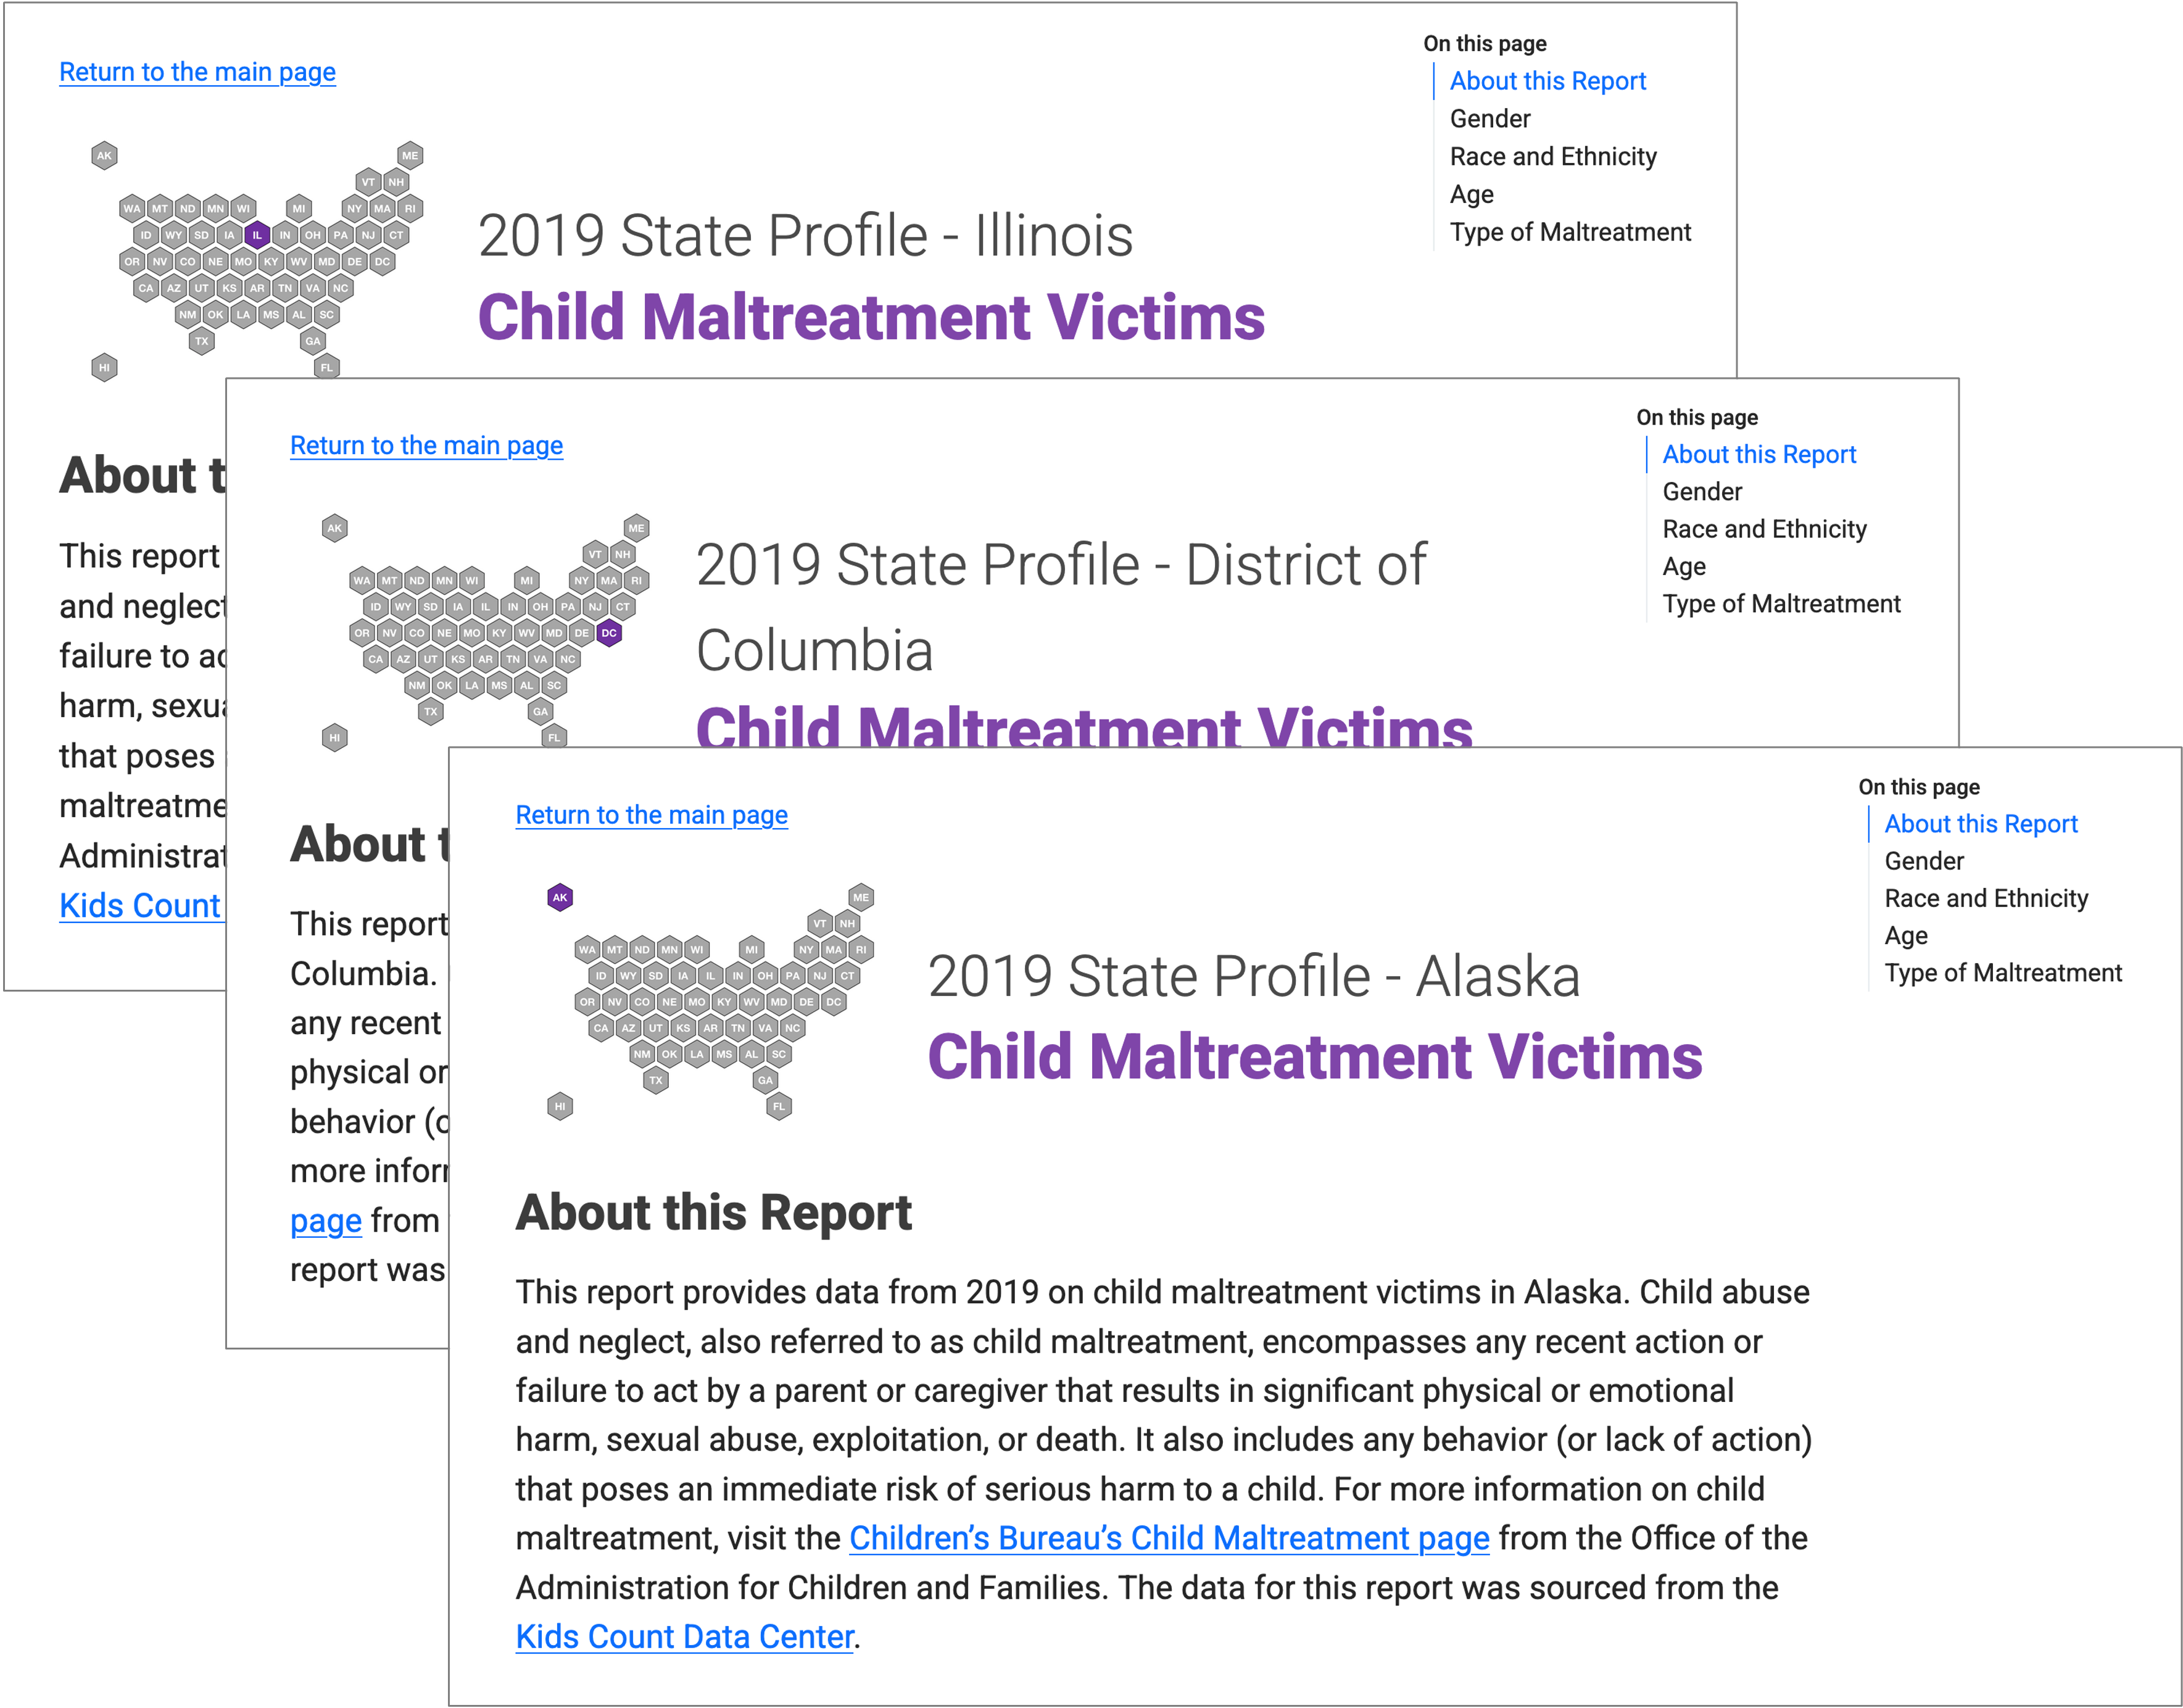 Return to the main page
On this page
About this Report
Gender
Race and Ethnicity
Age
Type of Maltreatment
AK ME
VT NH
WA MT ND MN WI MI NY MA RI
ID WY SD IA IL IN OH PA NJ CT
OR NV CO NE MO KY WV MD DE DC
CA AZ UT KS AR TN VA NC
NM OK LA MS AL SC
TX GA
HI FL
2019 State Profile - Illinois
Child Maltreatment Victims
About t
This report
and neglect
failure to ac
harm, sexua
that poses
maltreatme
Administrat
Kids Count
Return to the main page
On this page
About this Report
Gender
Race and Ethnicity
Age
Type of Maltreatment
AK ME
VT NH
WA MT ND MN WI MI NY MA RI
ID WY SD IA IL IN OH PA NJ CT
OR NV CO NE MO KY WV MD DE DC
CA AZ UT KS AR TN VA NC
NM OK LA MS AL SC
TX GA
HI FL
2019 State Profile - District of
Columbia
Child Maltreatment Victims
About t
This report
Columbia.
any recent
physical or
behavior (o
more inforr
page from
report was
Return to the main page
On this page
About this Report
Gender
Race and Ethnicity
Age
Type of Maltreatment
AK ME
VT NH
WA MT ND MN WI MI NY MA RI
ID WY SD IA IL IN OH PA NJ CT
OR NV CO NE MO KY WV MD DE DC
CA AZ UT KS AR TN VA NC
NM OK LA MS AL SC
TX GA
HI FL
2019 State Profile - Alaska
Child Maltreatment Victims
About this Report
This report provides data from 2019 on child maltreatment victims in Alaska. Child abuse
and neglect, also referred to as child maltreatment, encompasses any recent action or
failure to act by a parent or caregiver that results in significant physical or emotional
harm, sexual abuse, exploitation, or death. It also includes any behavior (or lack of action)
that poses an immediate risk of serious harm to a child. For more information on child
maltreatment, visit the Children’s Bureau’s Child Maltreatment page from the Office of the
Administration for Children and Families. The data for this report was sourced from the
Kids Count Data Center.